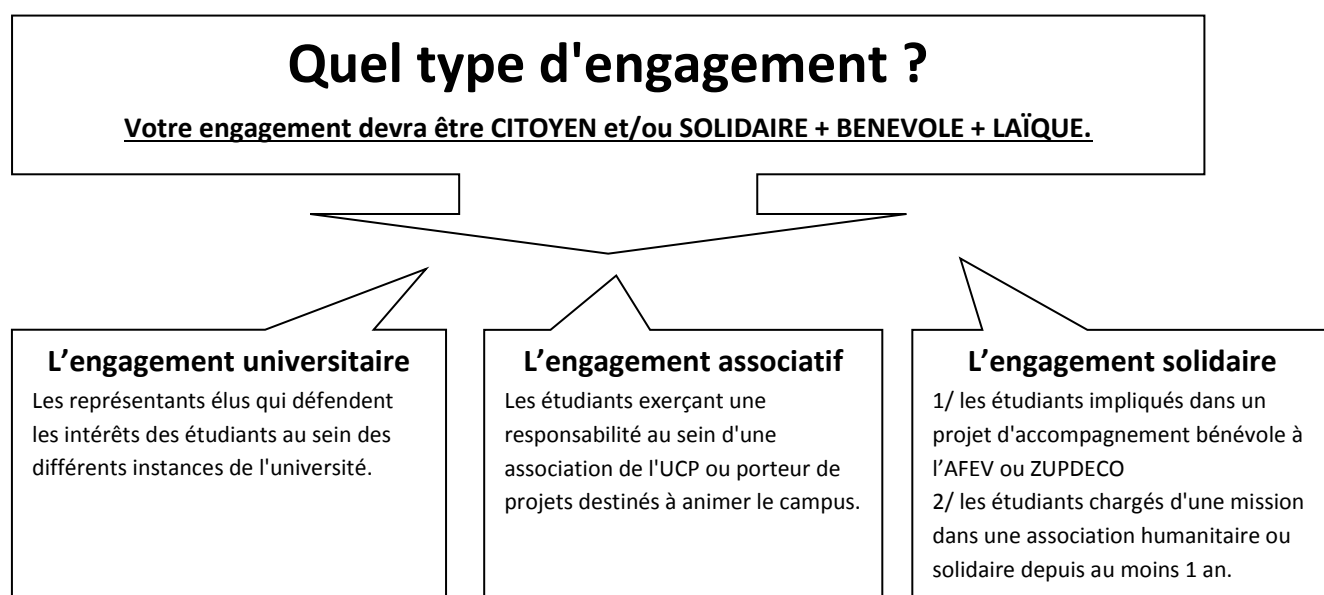 Quel type d'engagement ?
Votre engagement devra être CITOYEN et/ou SOLIDAIRE + BENEVOLE + LAÏQUE.
L’engagement universitaire
Les représentants élus qui défendent
les intérêts des étudiants au sein des
différents instances de l'université.
L’engagement associatif
Les étudiants exerçant une
responsabilité au sein d'une
association de l'UCP ou porteur de
projets destinés à animer le campus.
L’engagement solidaire
1/ les étudiants impliqués dans un
projet d'accompagnement bénévole à
l’AFEV ou ZUPDECO
2/ les étudiants chargés d'une mission
dans une association humanitaire ou
solidaire depuis au moins 1 an.